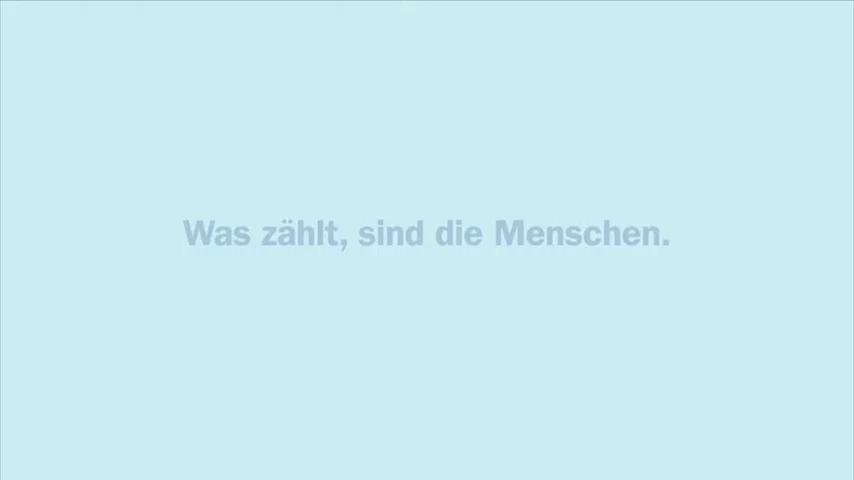 Was zählt, sind die Menschen.